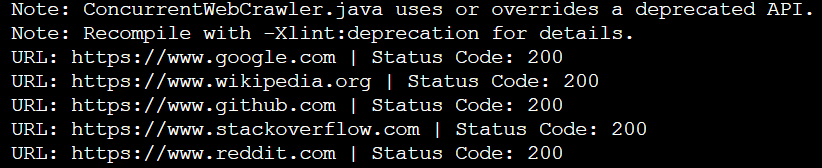 Note: ConcurrentWebCrawler.java uses or overrides a deprecated API.
Note: Recompile with -Xlint:deprecation for details.
URL: https://www.google.com | Status Code: 200
URL: https://www.wikipedia.org | Status Code: 200
URL: https://www.github.com | Status Code: 200
URL: https://www.stackoverflow.com | Status Code: 200
URL: https://www.reddit.com | Status Code: 200